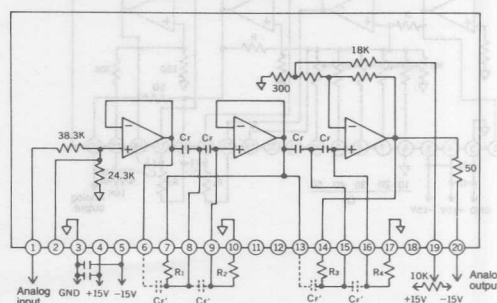 18K
300
Cr Cr
Cr Cr
38.3K
24.3K
50
1 2 3 4 5 6 7 8 9 10 11 12 13 14 15 16 17 18 19 20
R₁ R₂ R₃ R₄
Analog
input
GND +15V -15V
Cr' Cr' Cr' Cr'
10K
+15V -15V
Analog
output